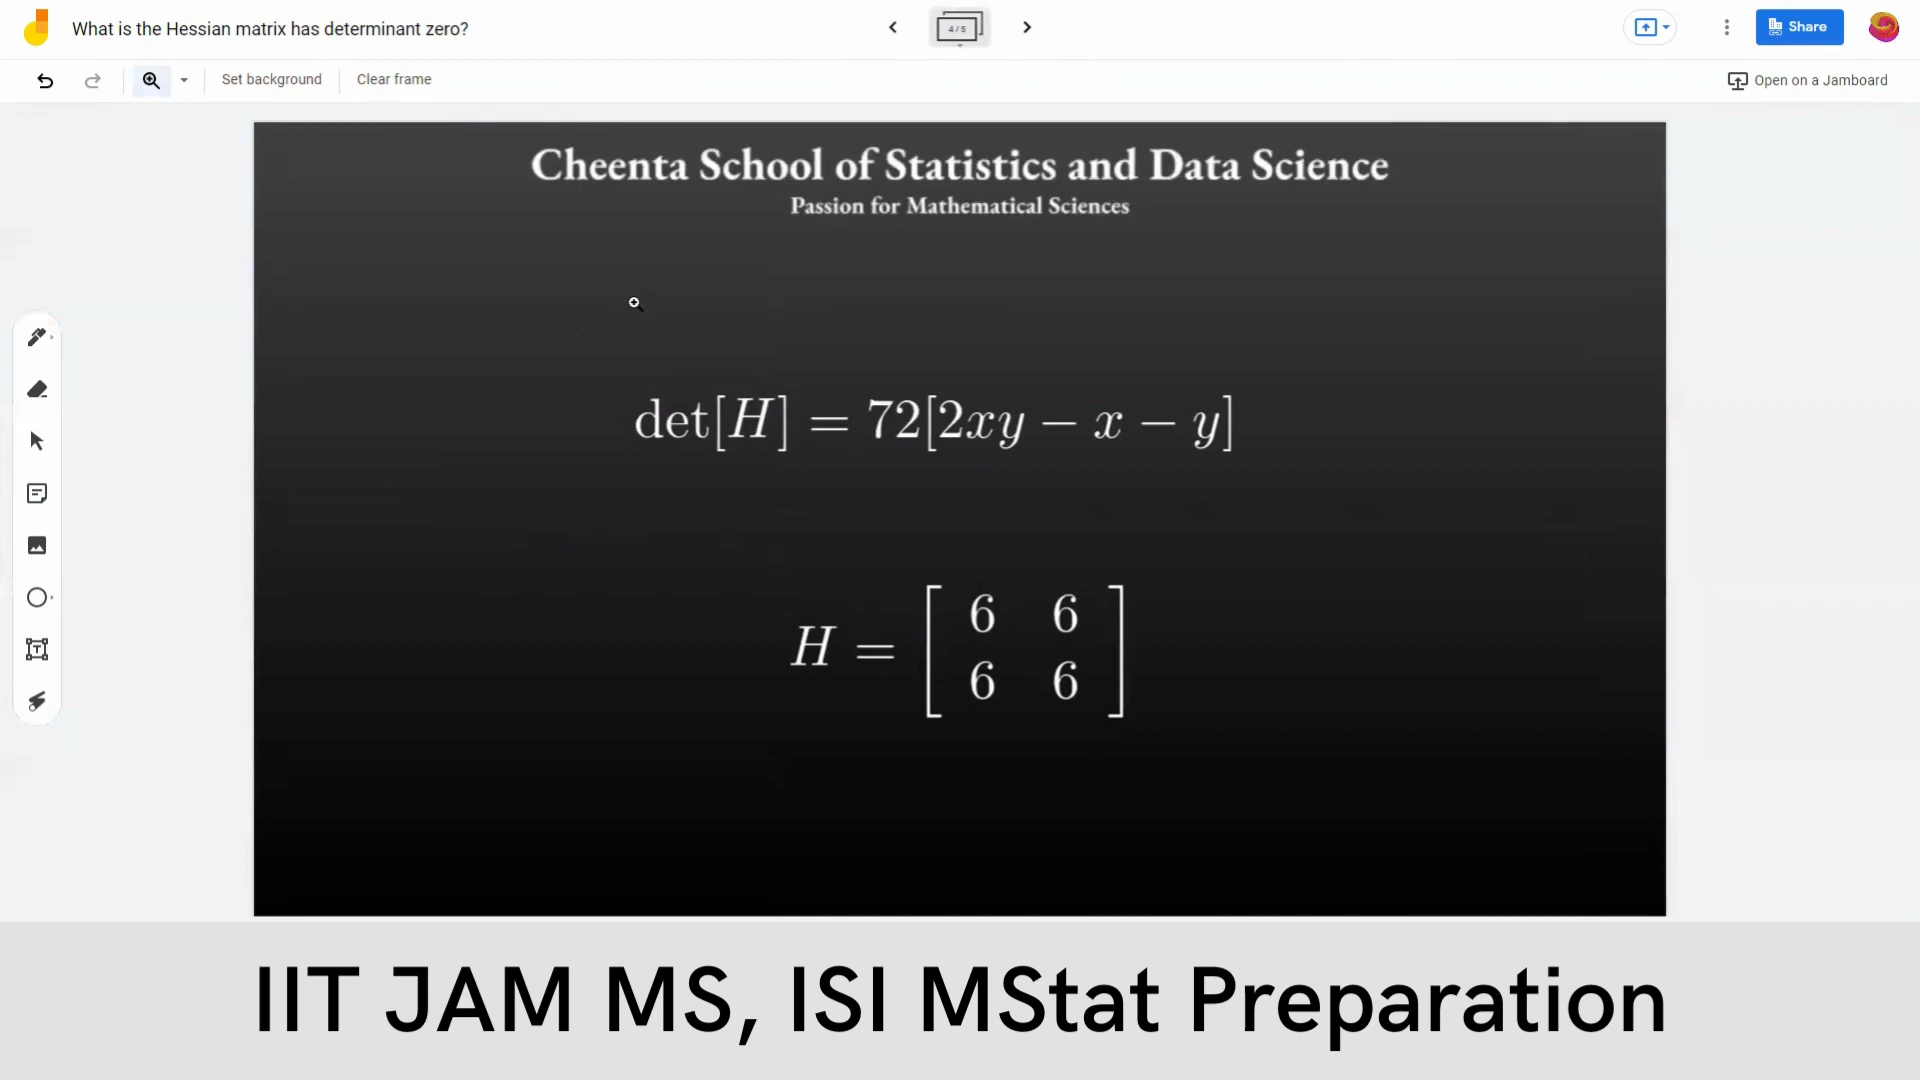 What is the Hessian matrix has determinant zero?
4 / 5
Share
Set background
Clear frame
Open on a Jamboard
Cheenta School of Statistics and Data Science
Passion for Mathematical Sciences
det[H] = 72[2xy − x − y]
H = [ 6 6
6 6 ]
IIT JAM MS, ISI MStat Preparation